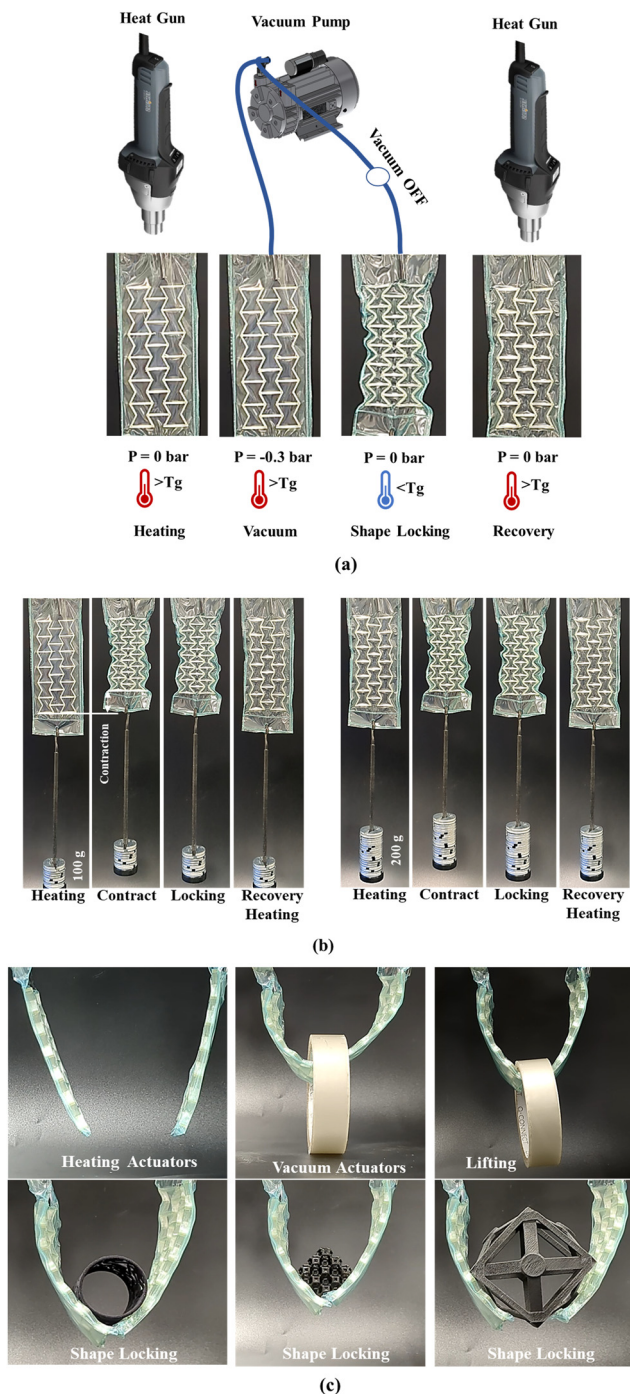 Heat Gun
Vacuum Pump
Heat Gun
Vacuum OFF
P = 0 bar
P = -0.3 bar
P = 0 bar
P = 0 bar
>Tg
>Tg
<Tg
>Tg
Heating
Vacuum
Shape Locking
Recovery
(a)
Contraction
100 g
200 g
Heating
Contract
Locking
Recovery
Heating
Heating
Contract
Locking
Recovery
Heating
(b)
Heating Actuators
Vacuum Actuators
Lifting
Shape Locking
Shape Locking
Shape Locking
(c)